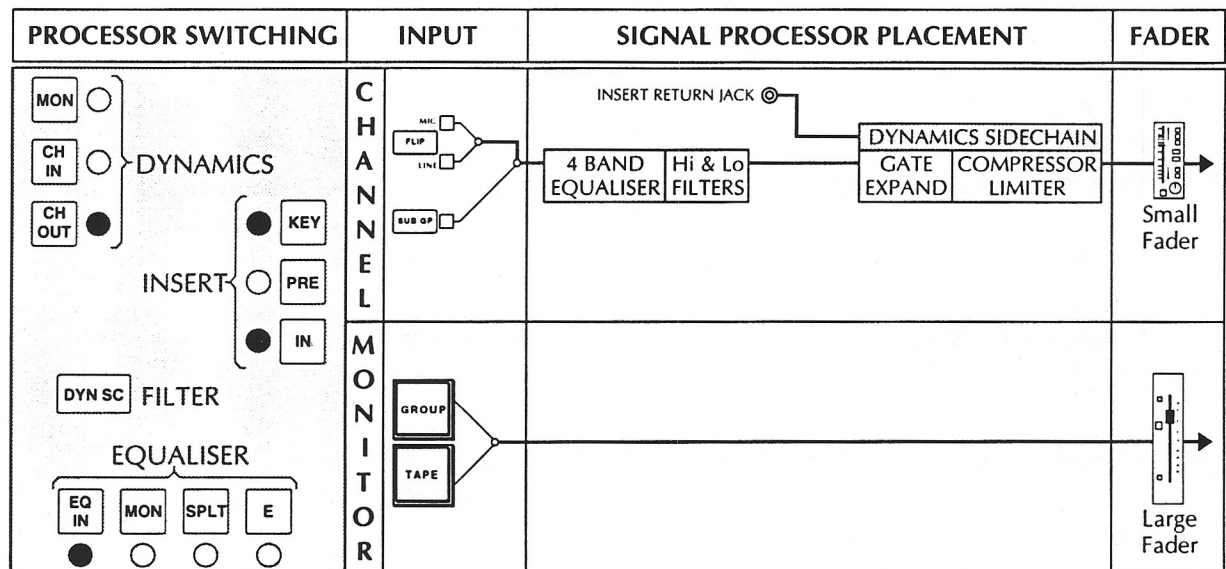 PROCESSOR SWITCHING
INPUT
SIGNAL PROCESSOR PLACEMENT
FADER
MON
CH
IN
CH
OUT
DYNAMICS
KEY
PRE
IN
INSERT
DYN SC
FILTER
EQUALISER
EQ
IN
MON
SPLT
E
CHANNEL
MIC
FLIP
LINE
SUB GP
INSERT RETURN JACK
4 BAND
EQUALISER
Hi & Lo
FILTERS
DYNAMICS SIDECHAIN
GATE
EXPAND
COMPRESSOR
LIMITER
Small
Fader
MONITOR
GROUP
TAPE
Large
Fader